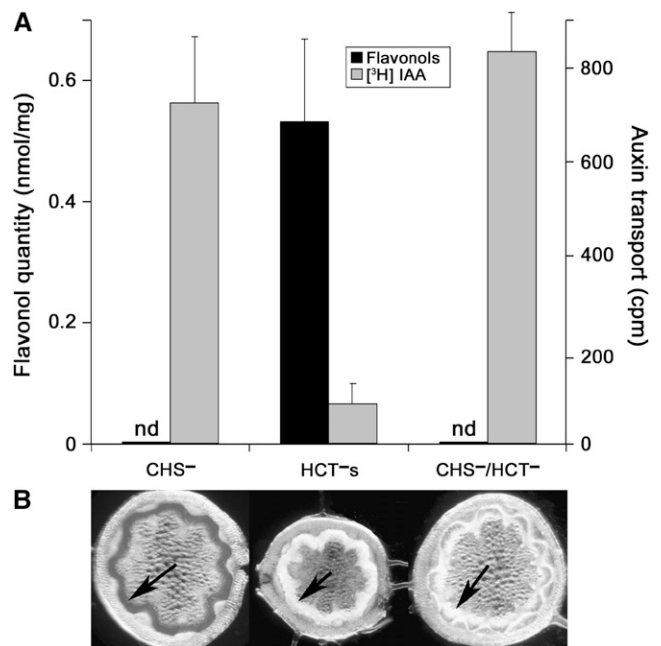 A
Flavonol quantity (nmol/mg)
0.6
0.4
0.2
0
Flavonols
[³H] IAA
Auxin transport (cpm)
800
600
400
200
0
nd
nd
CHS⁻
HCT⁻s
CHS⁻/HCT⁻
B